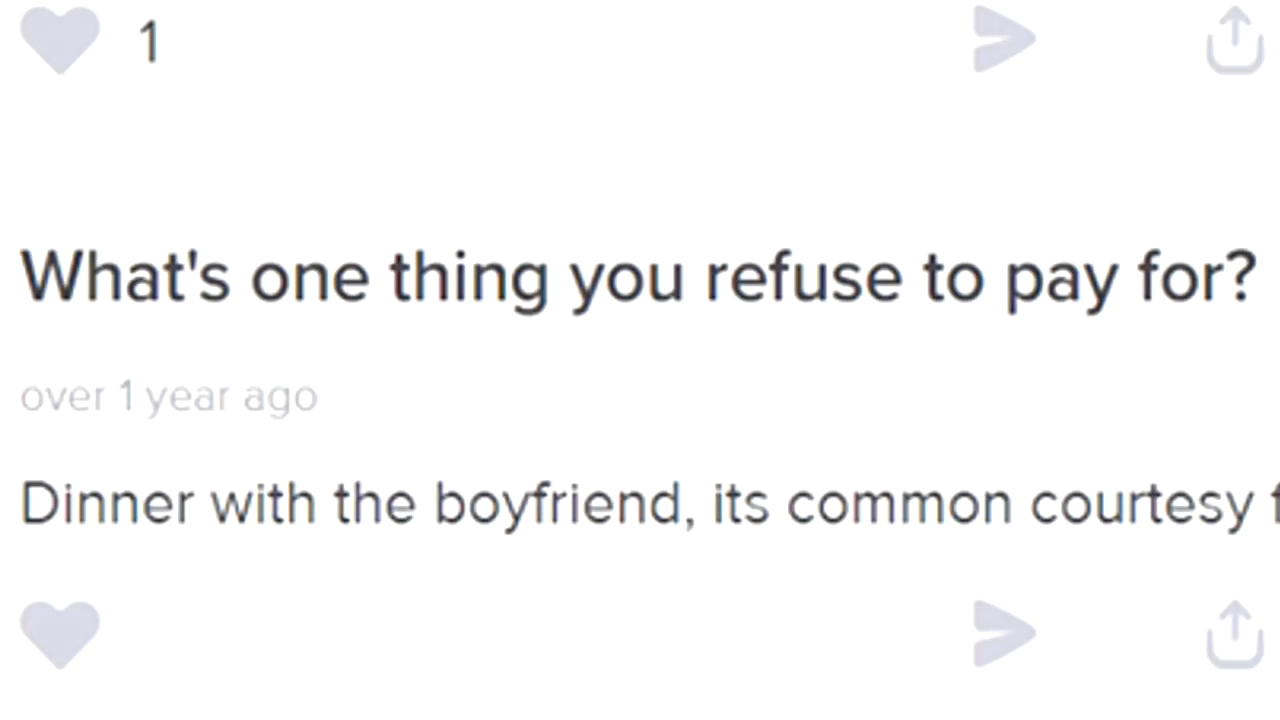 1
What's one thing you refuse to pay for?
over 1 year ago
Dinner with the boyfriend, its common courtesy